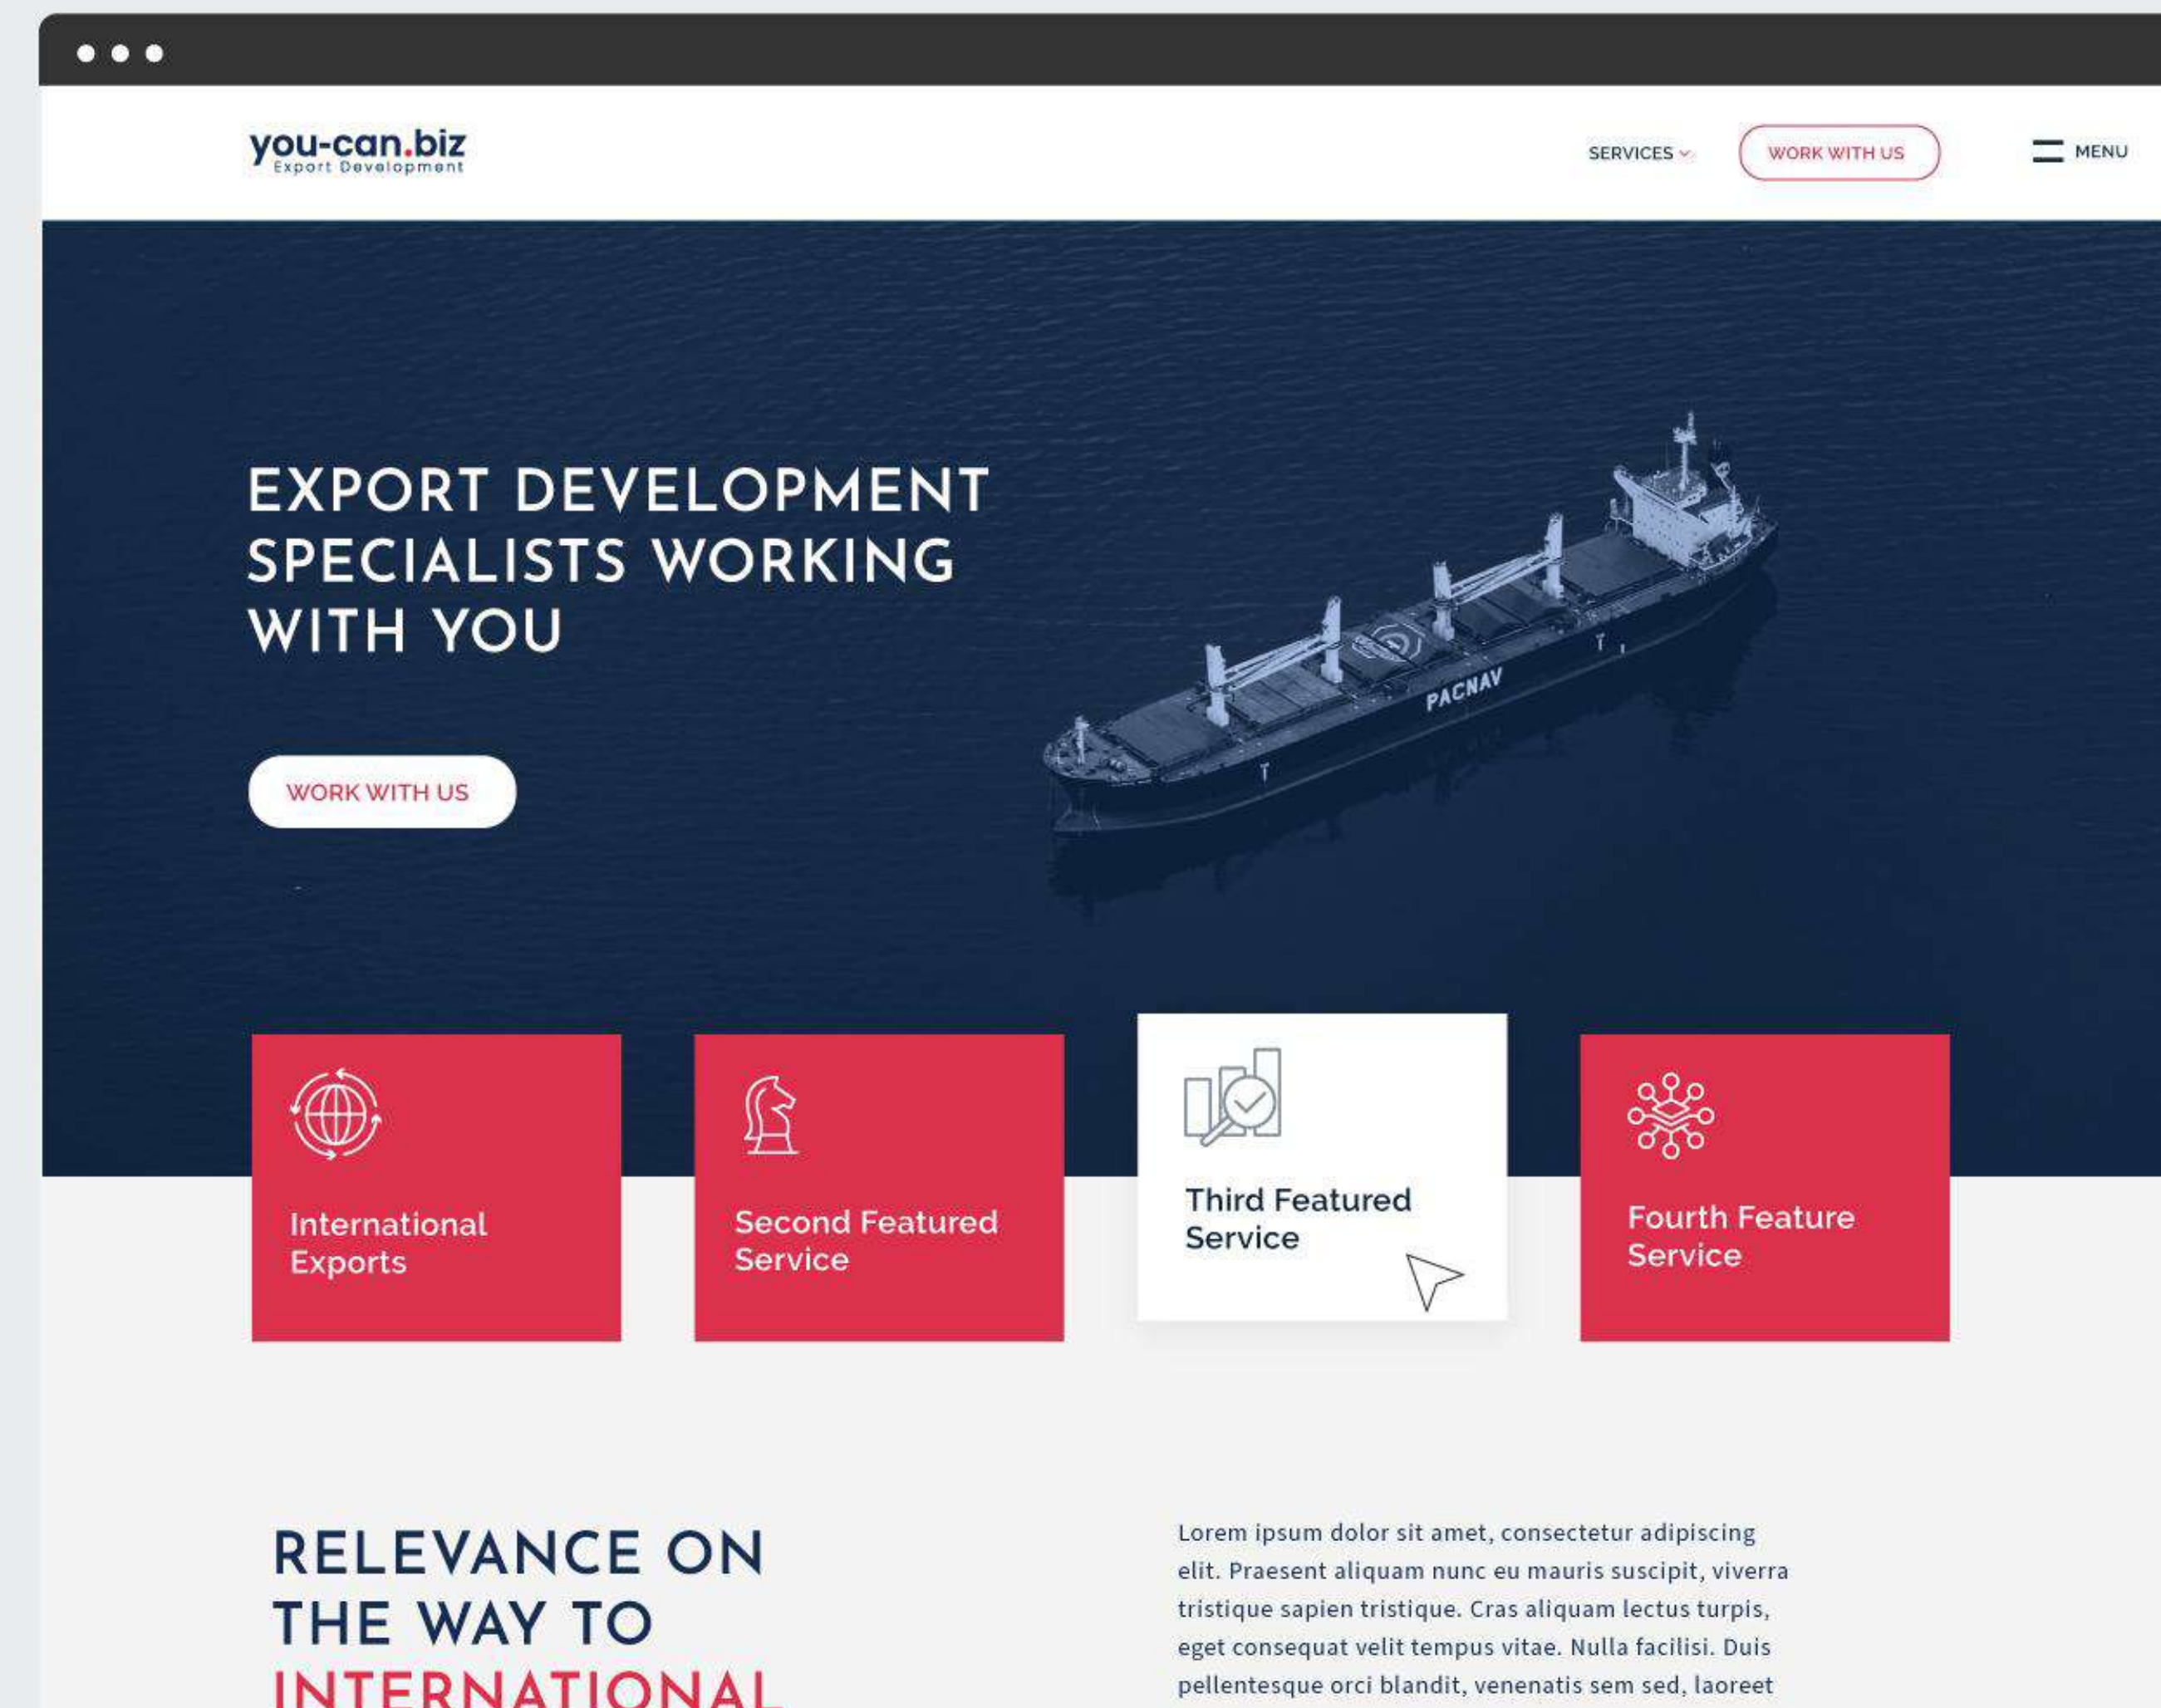 you-can.biz
Export Development
SERVICES
WORK WITH US
MENU
EXPORT DEVELOPMENT
SPECIALISTS WORKING
WITH YOU
PACNAV
T
T
WORK WITH US
International
Exports
Second Featured
Service
Third Featured
Service
Fourth Feature
Service
RELEVANCE ON
THE WAY TO
INTERNATIONAL
Lorem ipsum dolor sit amet, consectetur adipiscing
elit. Praesent aliquam nunc eu mauris suscipit, viverra
tristique sapien tristique. Cras aliquam lectus turpis,
eget consequat velit tempus vitae. Nulla facilisi. Duis
pellentesque orci blandit, venenatis sem sed, laoreet